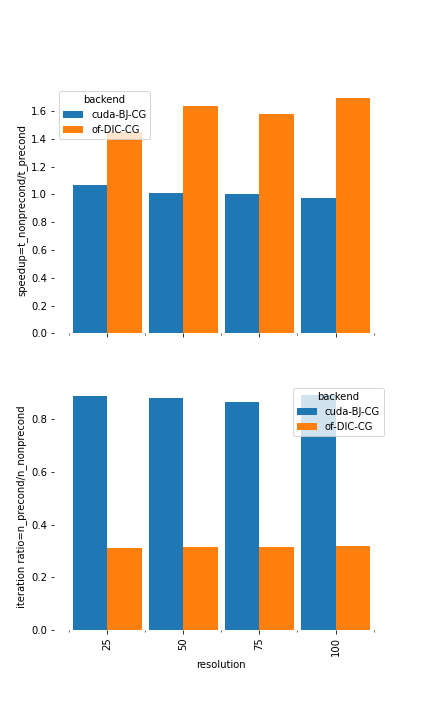 speedup=t_nonprecond/t_precond
1.6
1.4
1.2
1.0
0.8
0.6
0.4
0.2
0.0
backend
cuda-BJ-CG
of-DIC-CG
iteration ratio=n_precond/n_nonprecond
0.8
0.6
0.4
0.2
0.0
backend
cuda-BJ-CG
of-DIC-CG
25
50
75
100
resolution